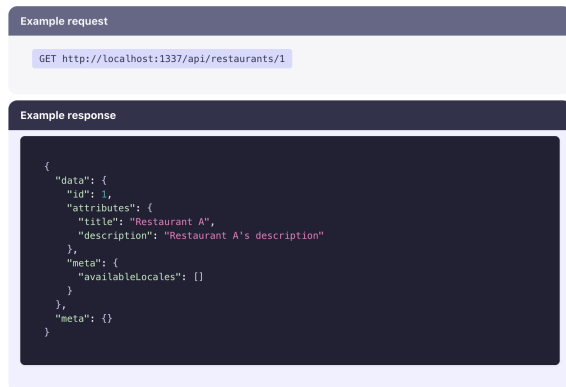 Example request
GET http://localhost:1337/api/restaurants/1
Example response
{
  "data": {
    "id": 1,
    "attributes": {
      "title": "Restaurant A",
      "description": "Restaurant A's description"
    },
    "meta": {
      "availableLocales": []
    }
  },
  "meta": {}
}